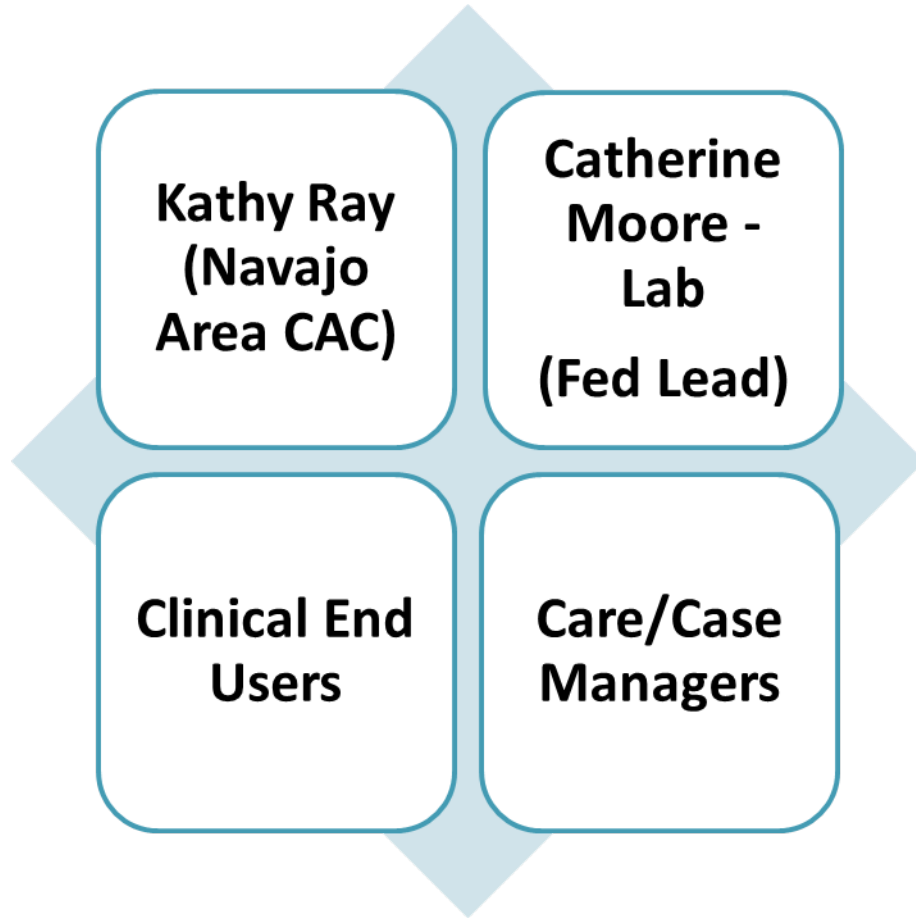 Kathy Ray
(Navajo
Area CAC)
Catherine
Moore -
Lab
(Fed Lead)
Clinical End
Users
Care/Case
Managers